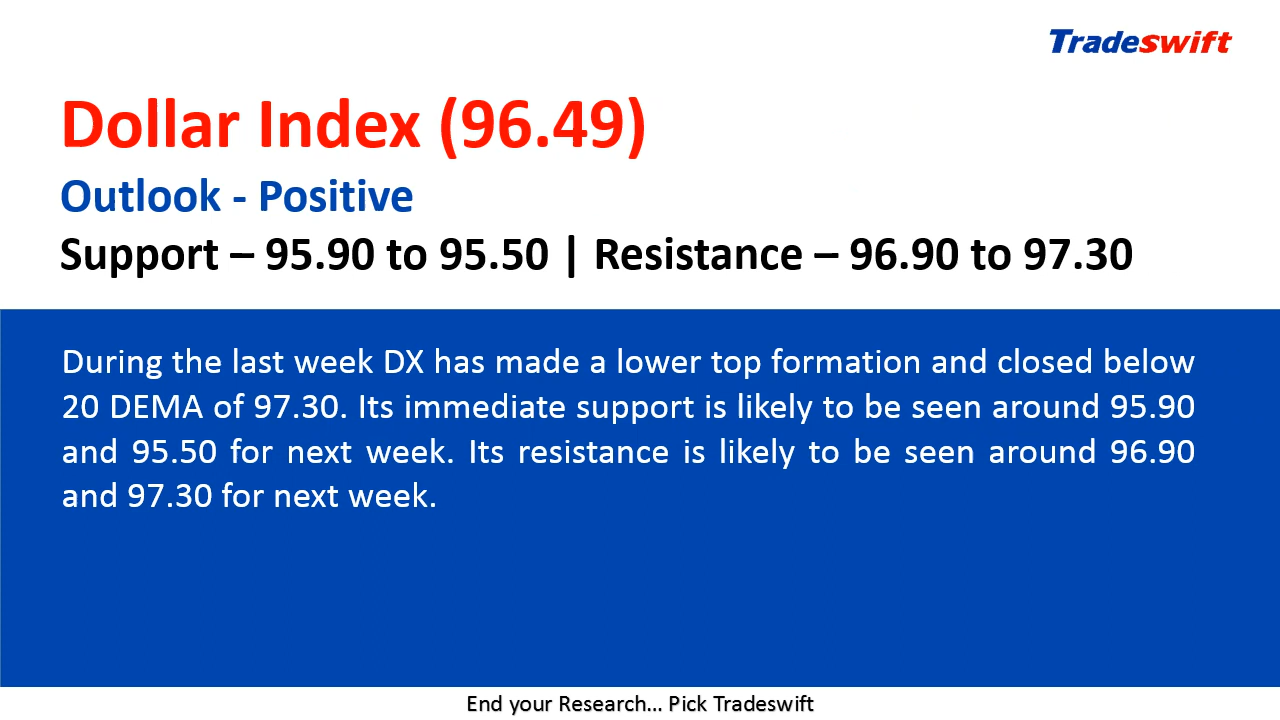 Tradeswift
Dollar Index (96.49)
Outlook - Positive
Support – 95.90 to 95.50 | Resistance – 96.90 to 97.30
During the last week DX has made a lower top formation and closed below
20 DEMA of 97.30. Its immediate support is likely to be seen around 95.90
and 95.50 for next week. Its resistance is likely to be seen around 96.90
and 97.30 for next week.
End your Research... Pick Tradeswift